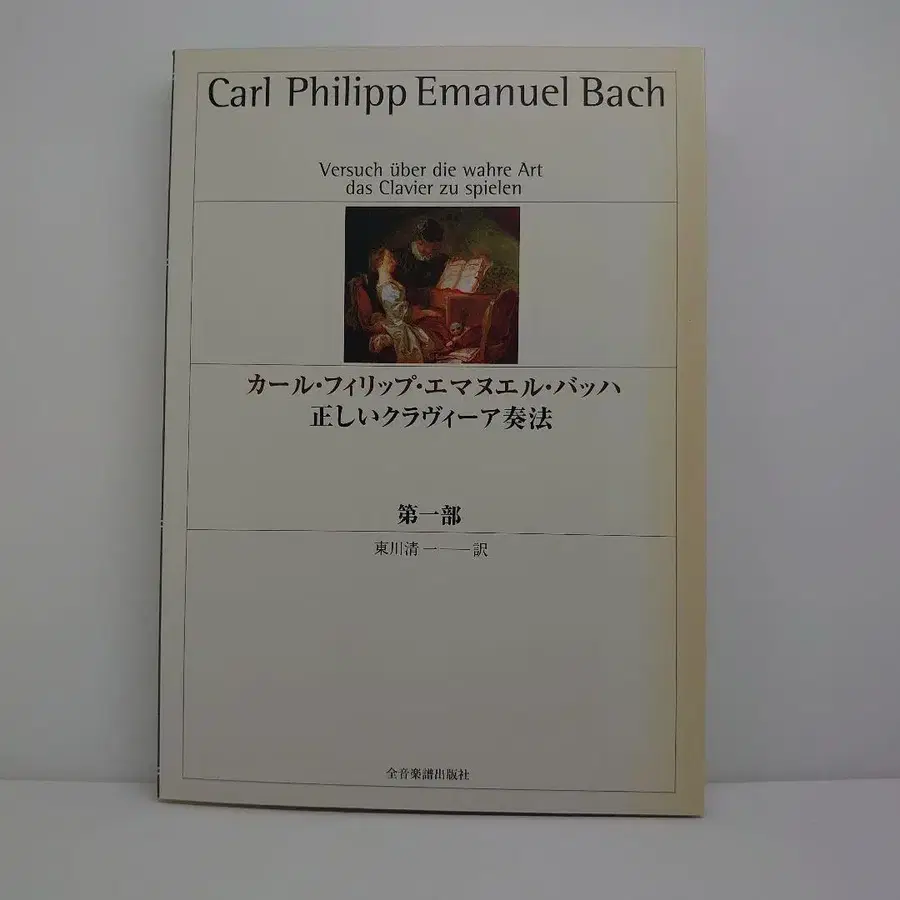 Carl Philipp Emanuel Bach
Versuch über die wahre Art
das Clavier zu spielen
カール・フィリップ・エマヌエル・バッハ
正しいクラヴィーア奏法
第一部
東川清一――訳
全音楽譜出版社